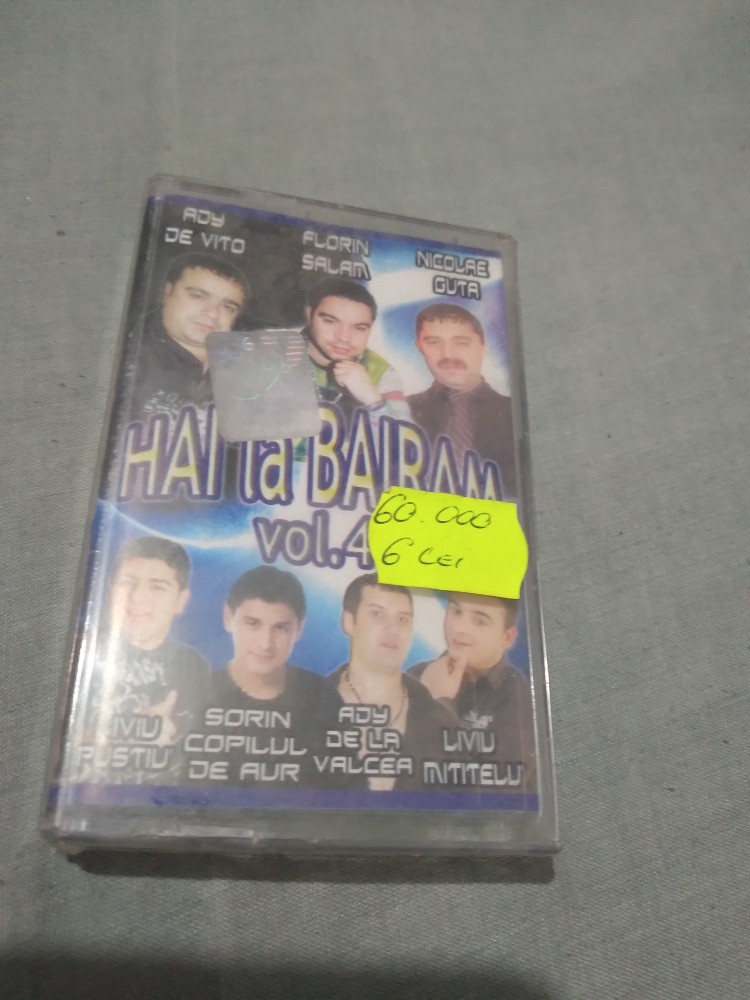 ADY
DE VITO
FLORIN
SALAM
NICOLAE
GUTA
HAI la BAIRAM
vol.4
60.000
6 Lei
LIVIU
PUSTIU
SORIN
COPILUL
DE AUR
ADY
DE LA
VALCEA
LIVIU
MITITELU